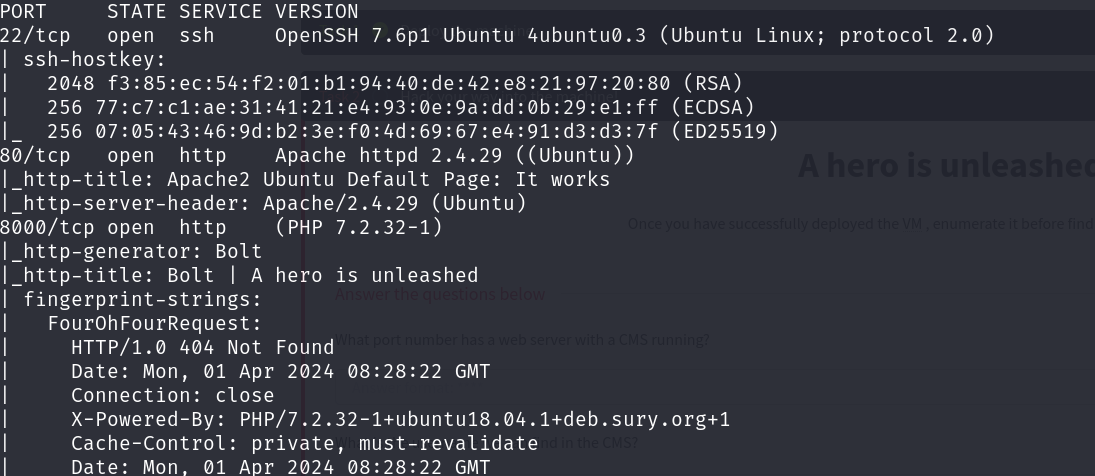 PORT     STATE SERVICE VERSION
22/tcp   open  ssh     OpenSSH 7.6p1 Ubuntu 4ubuntu0.3 (Ubuntu Linux; protocol 2.0)
| ssh-hostkey:
|   2048 f3:85:ec:54:f2:01:b1:94:40:de:42:e8:21:97:20:80 (RSA)
|   256 77:c7:c1:ae:31:41:21:e4:93:0e:9a:dd:0b:29:e1:ff (ECDSA)
|_  256 07:05:43:46:9d:b2:3e:f0:4d:69:67:e4:91:d3:d3:7f (ED25519)
80/tcp   open  http    Apache httpd 2.4.29 ((Ubuntu))
|_http-title: Apache2 Ubuntu Default Page: It works
|_http-server-header: Apache/2.4.29 (Ubuntu)
8000/tcp open  http    (PHP 7.2.32-1)
|_http-generator: Bolt
|_http-title: Bolt | A hero is unleashed
| fingerprint-strings:
|   FourOhFourRequest:
|     HTTP/1.0 404 Not Found
|     Date: Mon, 01 Apr 2024 08:28:22 GMT
|     Connection: close
|     X-Powered-By: PHP/7.2.32-1+ubuntu18.04.1+deb.sury.org+1
|     Cache-Control: private, must-revalidate
|     Date: Mon, 01 Apr 2024 08:28:22 GMT
A hero is unleashed
Once you have successfully deployed the VM , enumerate it before find
Answer the questions below
What port number has a web server with a CMS running?
in the CMS?